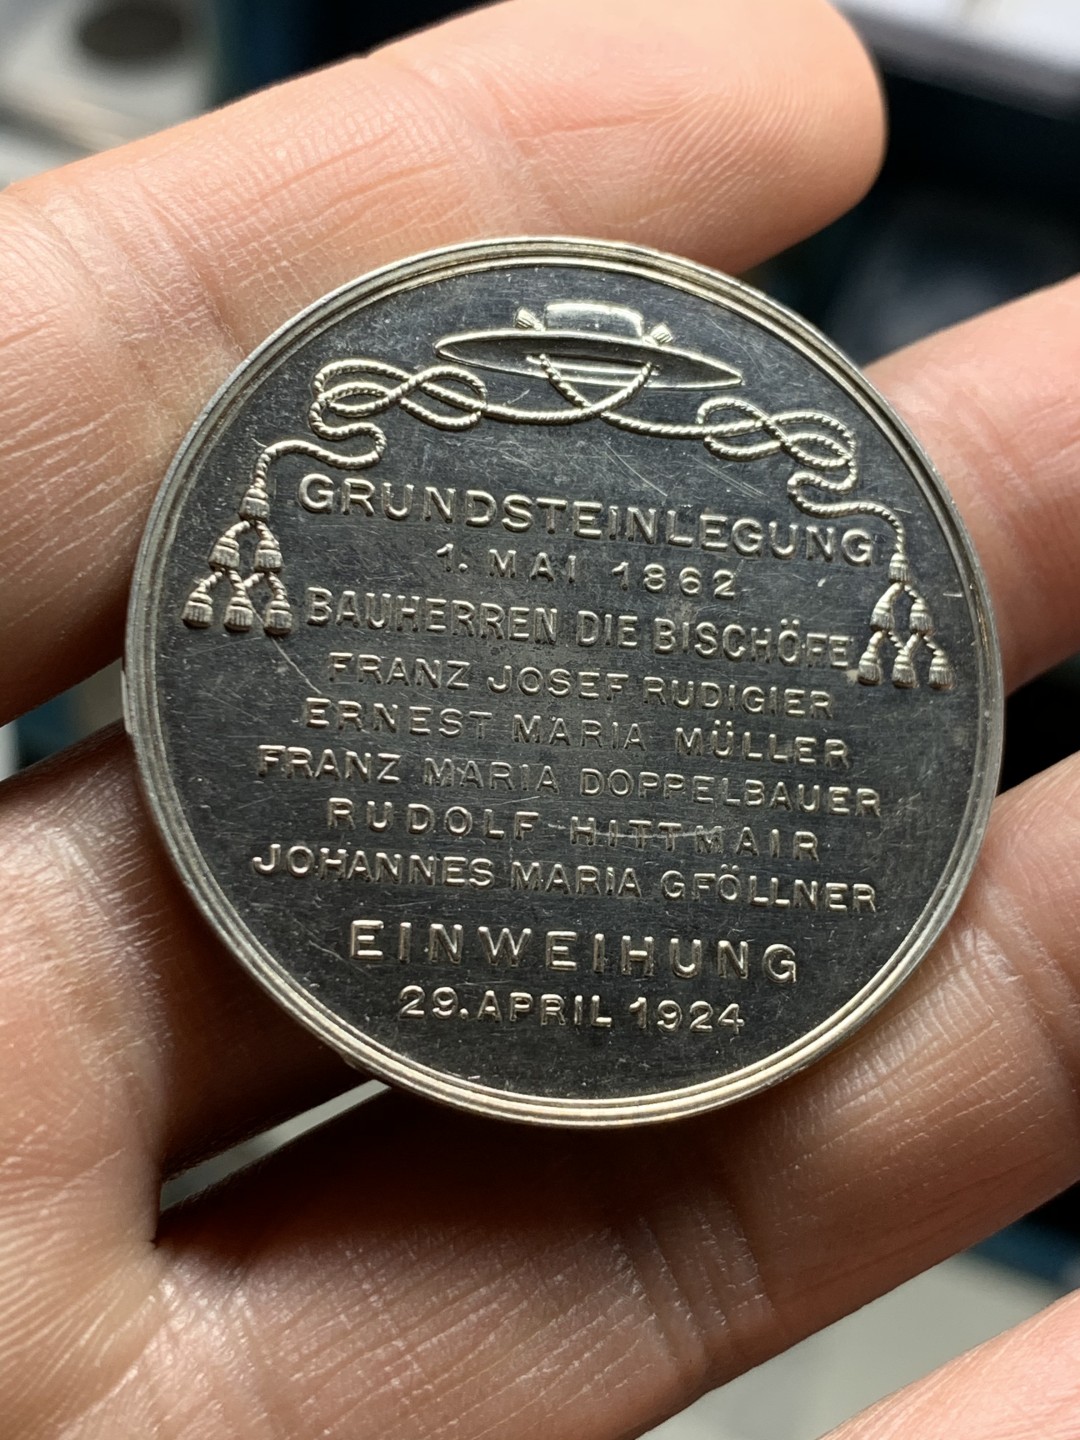 GRUNDSTEINLEGUNG
1. MAI 1862
BAUHERREN DIE BISCHÖFE
FRANZ JOSEF RUDIGIER
ERNEST MARIA MÜLLER
FRANZ MARIA DOPPELBAUER
RUDOLF HITTMAIR
JOHANNES MARIA GFÖLLNER
EINWEIHUNG
29. APRIL 1924